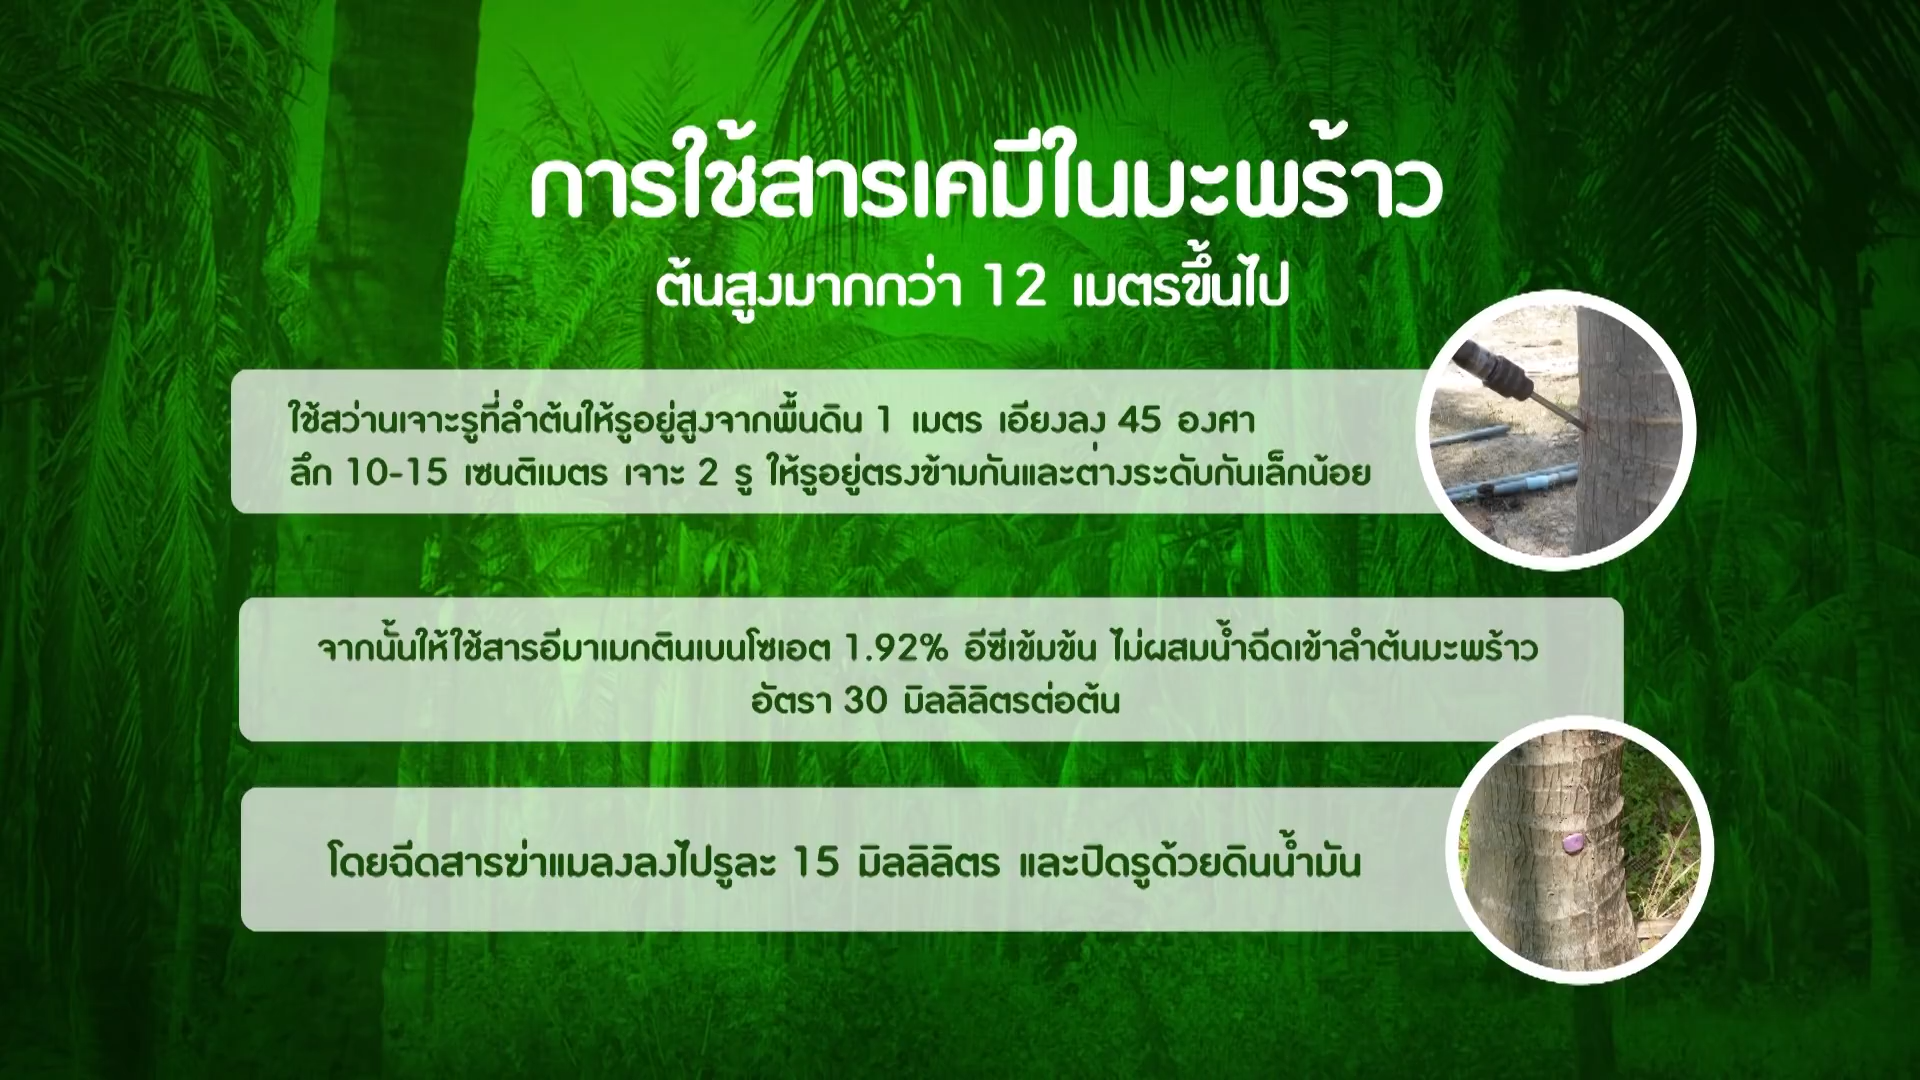 การใช้สารเคมีในมะพร้าว
ต้นสูงมากกว่า 12 เมตรขึ้นไป
ใช้สว่านเจาะรูที่ลำต้นให้รูอยู่สูงจากพื้นดิน 1 เมตร เอียงลง 45 องศา
ลึก 10-15 เซนติเมตร เจาะ 2 รู ให้รูอยู่ตรงข้ามกันและต่างระดับกันเล็กน้อย
จากนั้นให้ใช้สารอีมาเมกตินเบนโซเอต 1.92% อีซีเข้มข้น ไม่ผสมน้ำฉีดเข้าลำต้นมะพร้าว
อัตรา 30 มิลลิลิตรต่อต้น
โดยฉีดสารฆ่าแมลงลงไปรูละ 15 มิลลิลิตร และปิดรูด้วยดินน้ำมัน